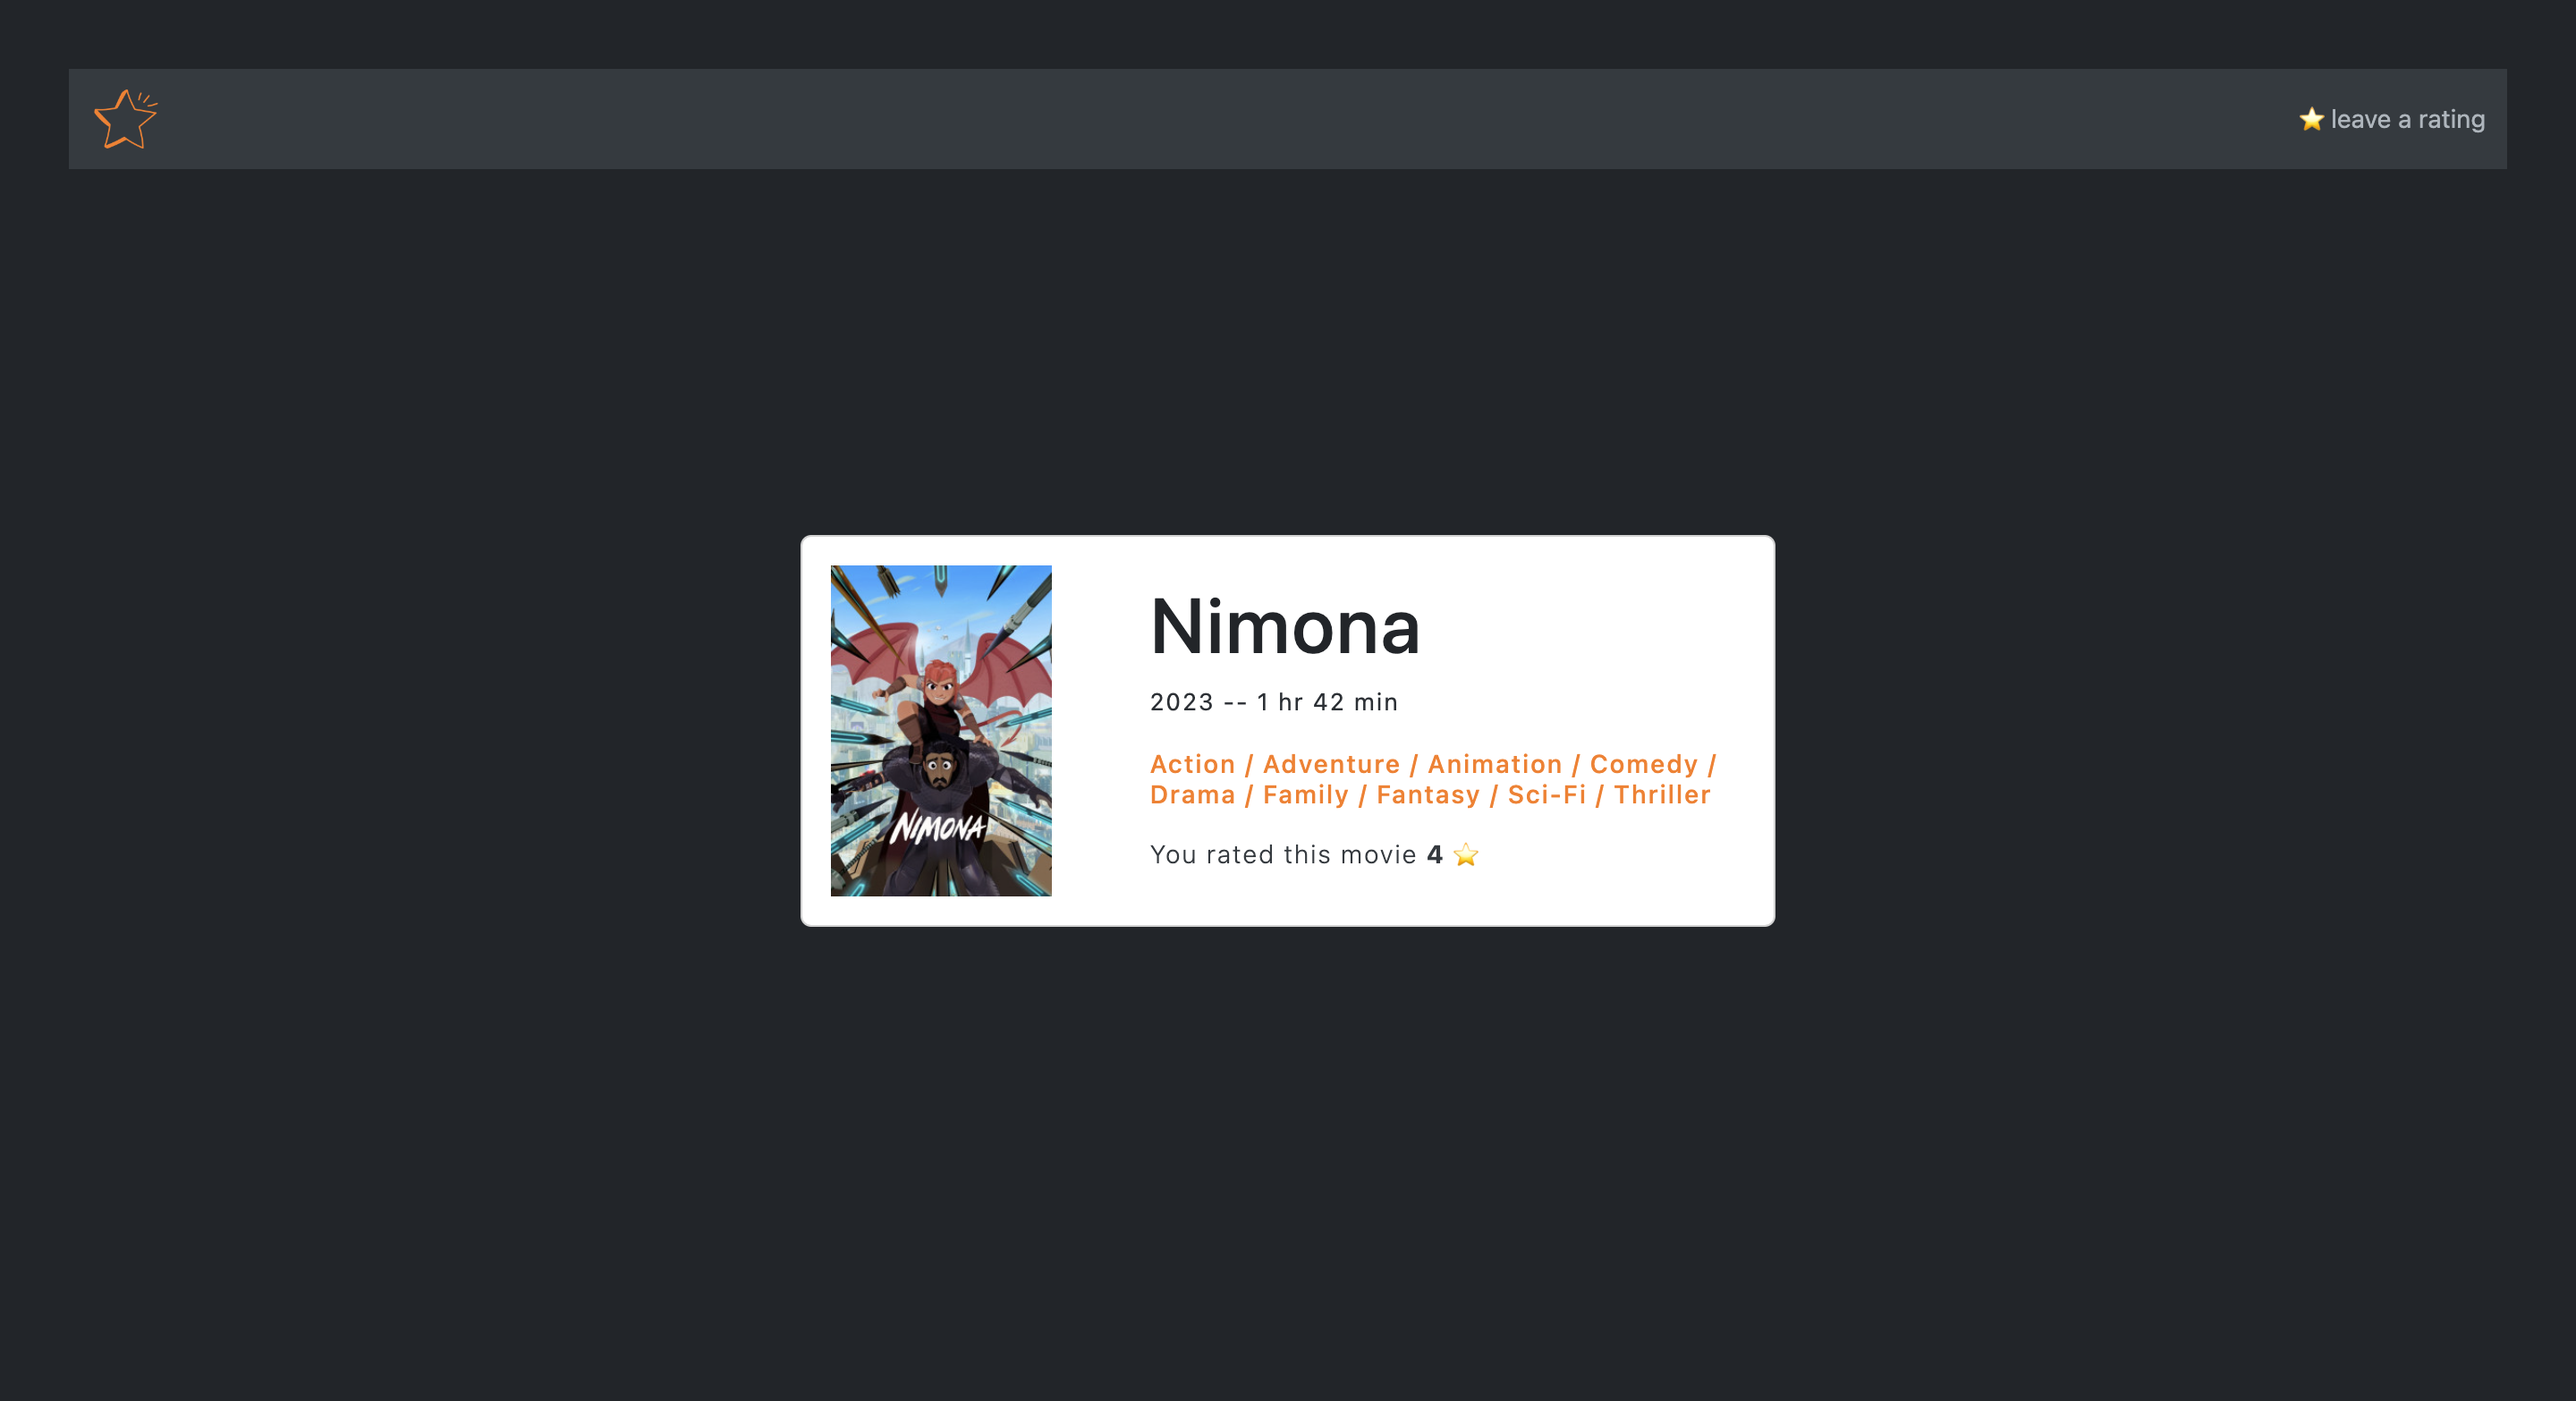 ⭐ leave a rating
NIMONA
Nimona
2023 -- 1 hr 42 min
Action / Adventure / Animation / Comedy /
Drama / Family / Fantasy / Sci-Fi / Thriller
You rated this movie 4 ⭐